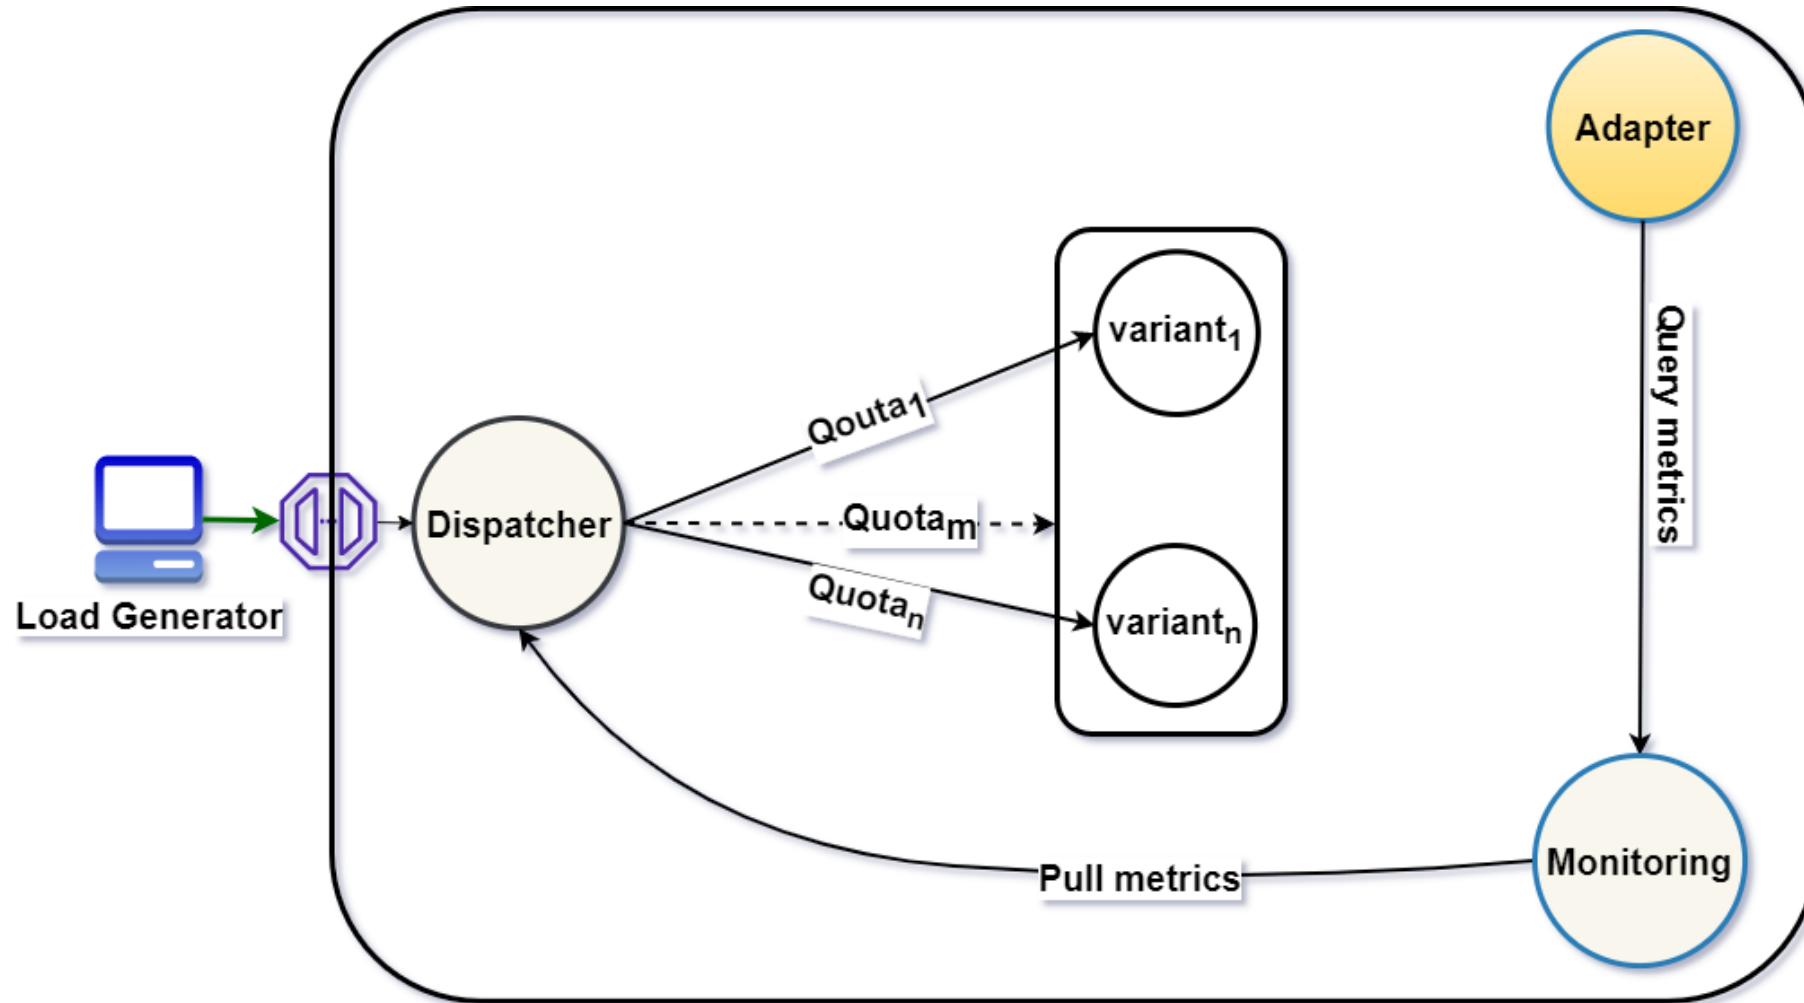 Adapter
variant1
Query metrics
Qouta1
Dispatcher
Quotam
Quotan
Load Generator
variantn
Pull metrics
Monitoring